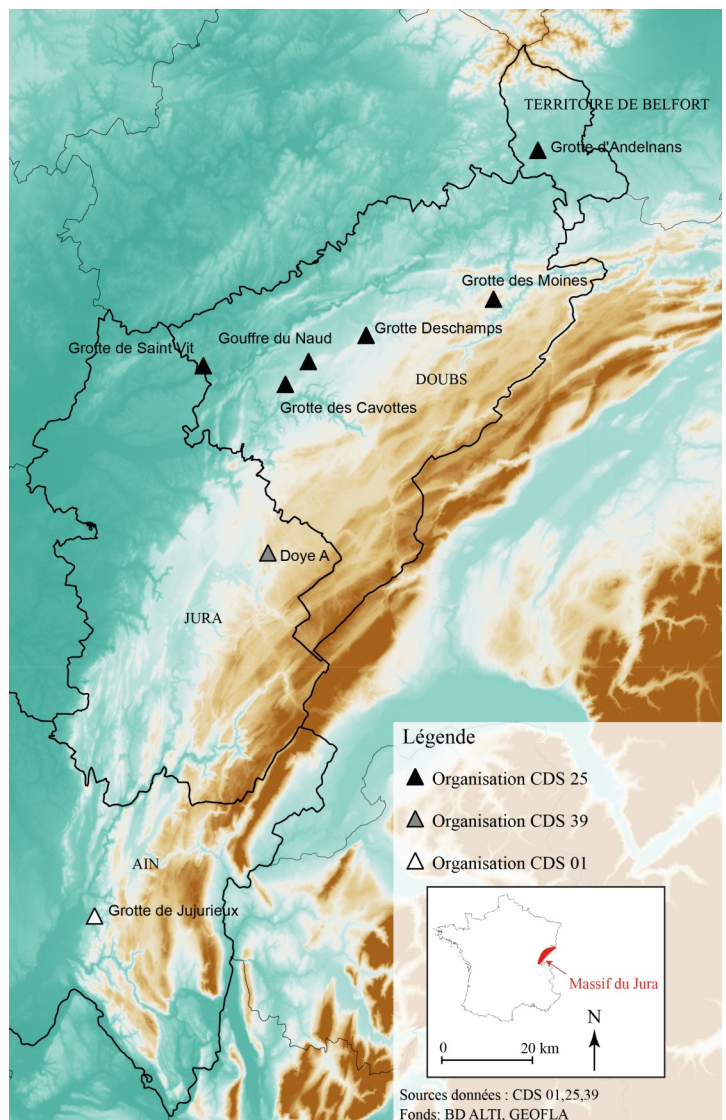 TERRITOIRE DE BELFORT
Grotte d'Andelnans
Grotte des Moines
Grotte Deschamps
Gouffre du Naud
Grotte de Saint-Vit
DOUBS
Grotte des Cavottes
Doye A
JURA
AIN
Grotte de Jujurieux
Légende
Organisation CDS 25
Organisation CDS 39
Organisation CDS 01
Massif du Jura
N
0 20 km
Sources données : CDS 01,25,39
Fonds: BD ALTI, GEOFLA